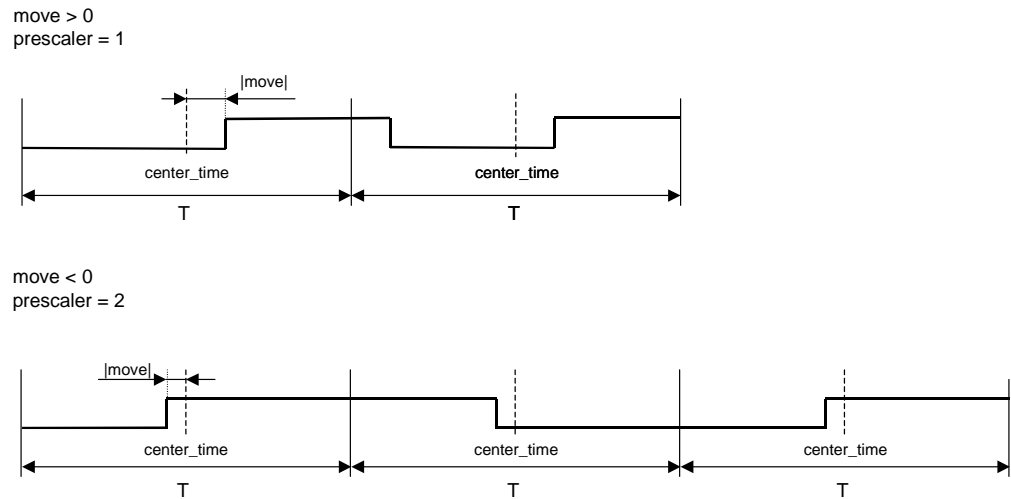 move > 0
prescaler = 1
|move|
center_time
center_time
T
T
move < 0
prescaler = 2
|move|
center_time
center_time
center_time
T
T
T